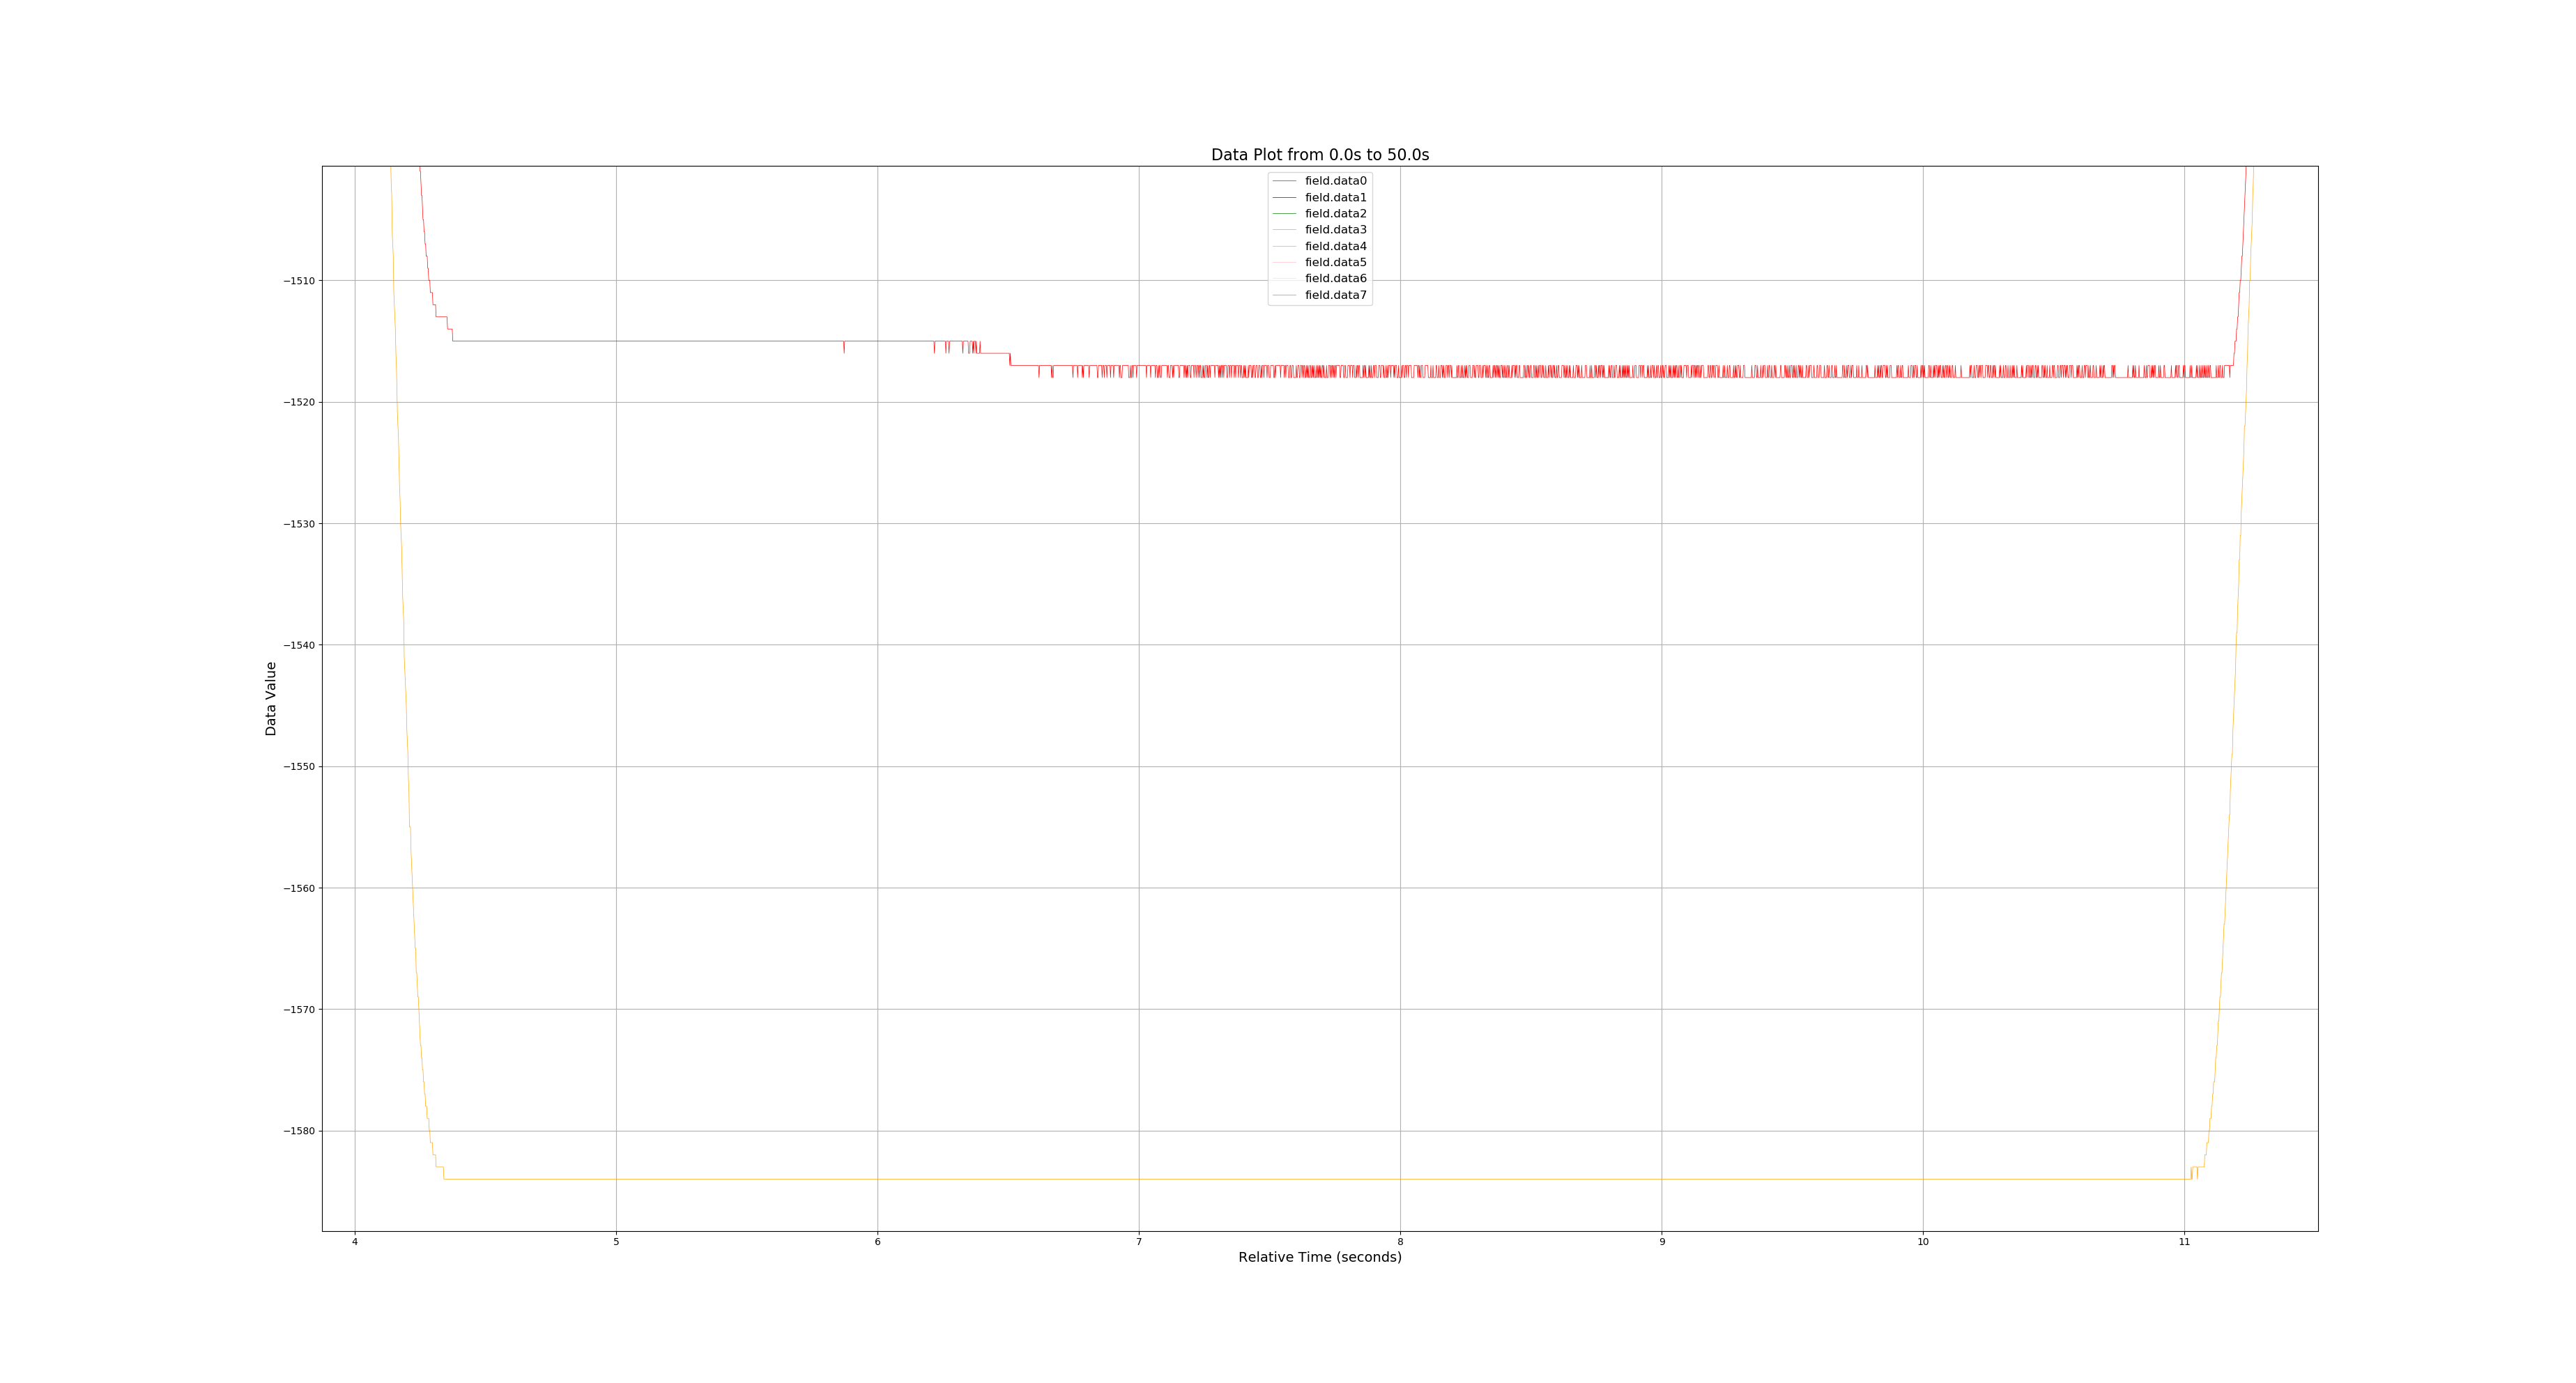 Data Plot from 0.0s to 50.0s
field.data0
field.data1
field.data2
field.data3
field.data4
field.data5
field.data6
field.data7
−1510
−1520
−1530
−1540
−1550
−1560
−1570
−1580
Data Value
4 5 6 7 8 9 10 11
Relative Time (seconds)